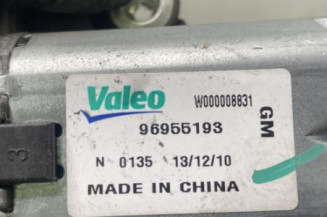 Valeo W000008831
96955193
GM
N 0135 13/12/10
MADE IN CHINA
3